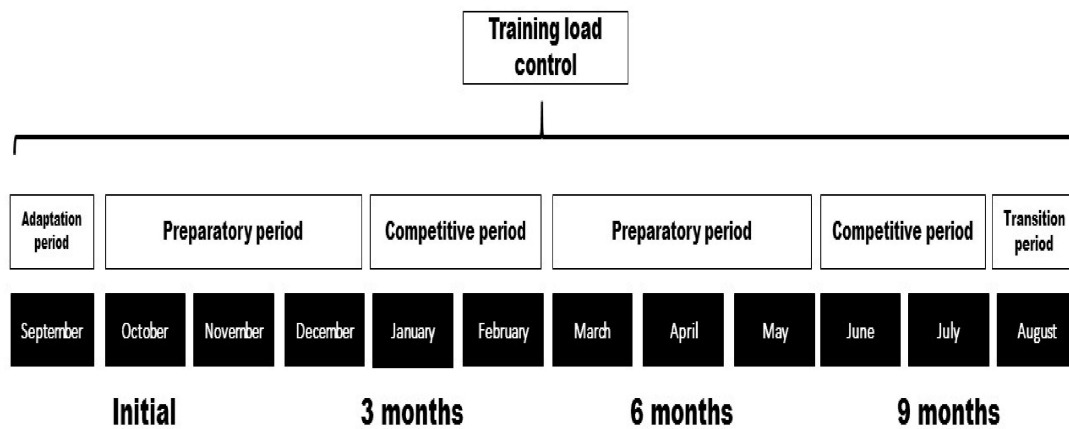 Training load
control
Adaptation
period
Preparatory period
Competitive period
Preparatory period
Competitive period
Transition
period
September
October
November
December
January
February
March
April
May
June
July
August
Initial
3 months
6 months
9 months